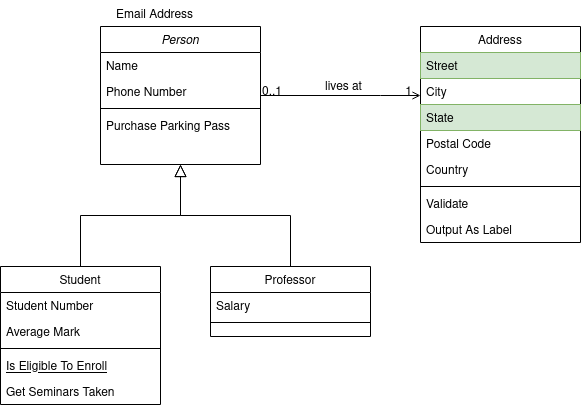 Email Address
Person
Name
Phone Number
Purchase Parking Pass
0..1
lives at
1
Address
Street
City
State
Postal Code
Country
Validate
Output As Label
Student
Student Number
Average Mark
Is Eligible To Enroll
Get Seminars Taken
Professor
Salary